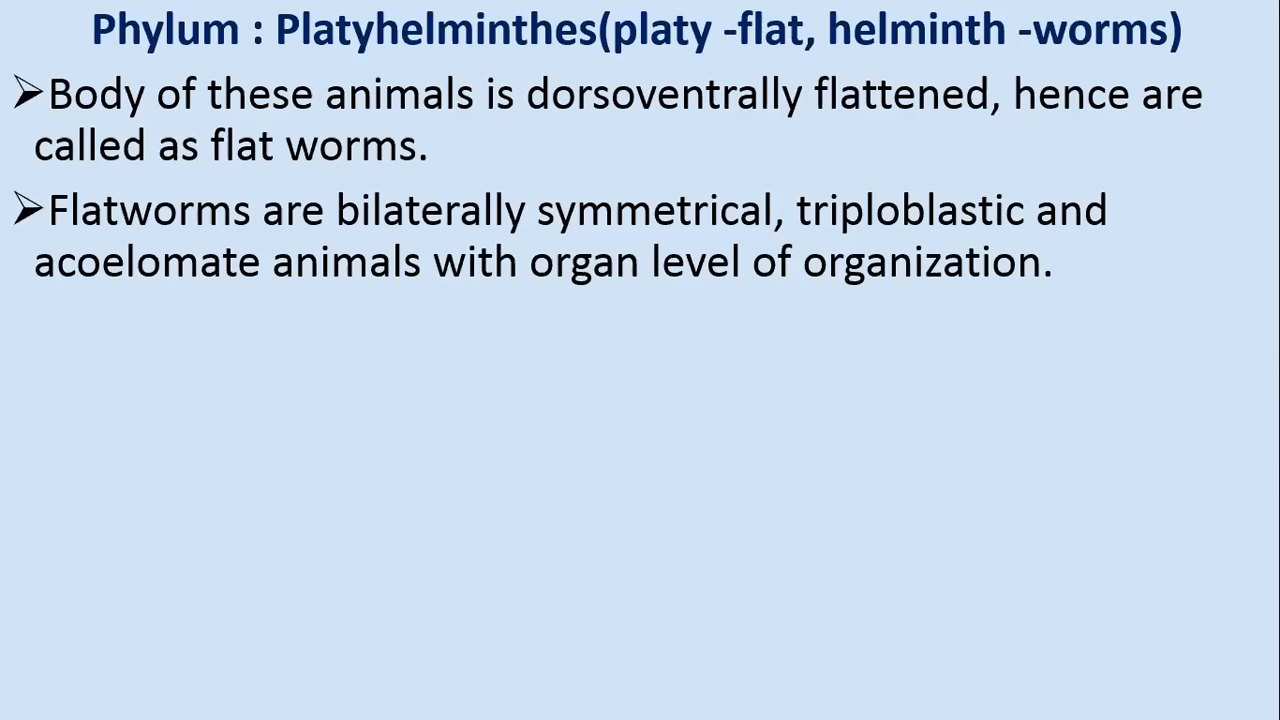 Phylum : Platyhelminthes(platy -flat, helminth -worms)
➢Body of these animals is dorsoventrally flattened, hence are
called as flat worms.
➢Flatworms are bilaterally symmetrical, triploblastic and
acoelomate animals with organ level of organization.